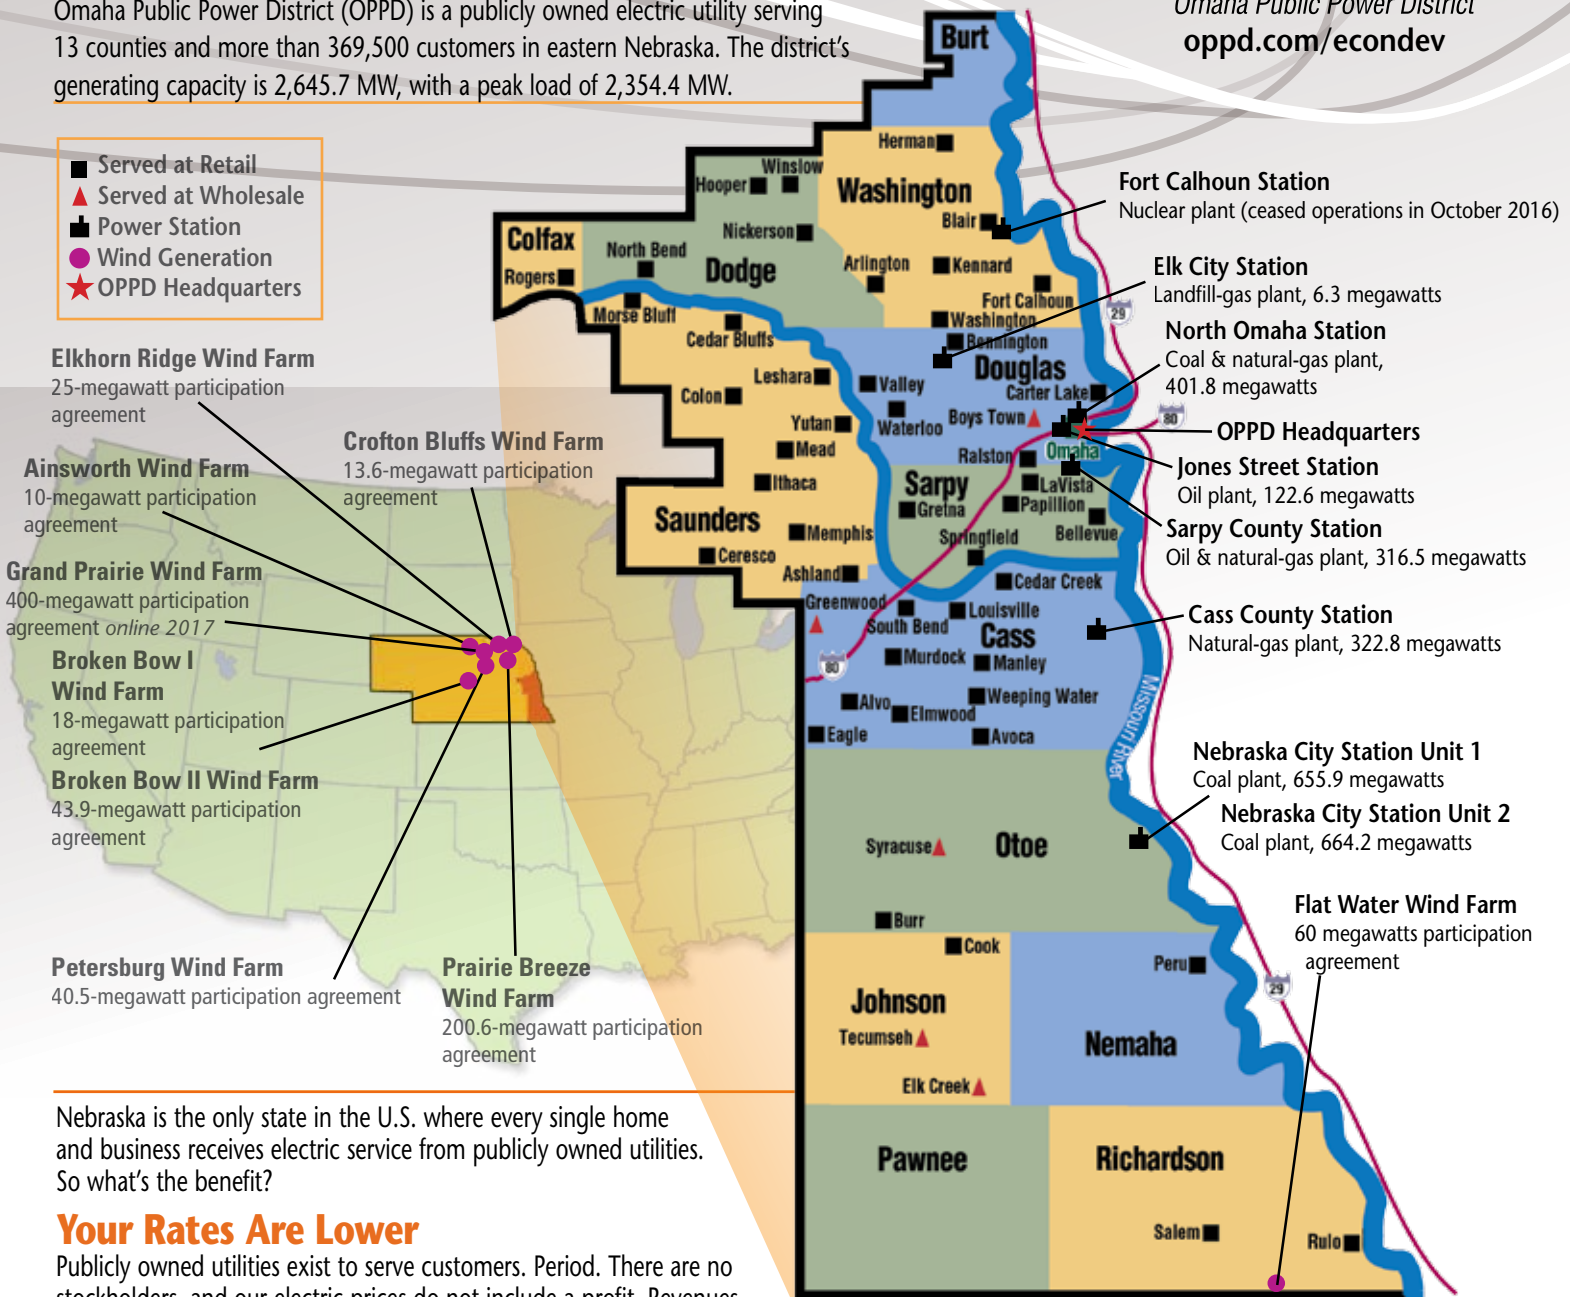 Omaha Public Power District (OPPD) is a publicly owned electric utility serving
13 counties and more than 369,500 customers in eastern Nebraska. The district's
generating capacity is 2,645.7 MW, with a peak load of 2,354.4 MW.
Omaha Public Power District
oppd.com/econdev
Served at Retail
Served at Wholesale
Power Station
Wind Generation
OPPD Headquarters
Elkhorn Ridge Wind Farm
25-megawatt participation
agreement
Crofton Bluffs Wind Farm
13.6-megawatt participation
agreement
Ainsworth Wind Farm
10-megawatt participation
agreement
Grand Prairie Wind Farm
400-megawatt participation
agreement online 2017
Broken Bow I
Wind Farm
18-megawatt participation
agreement
Broken Bow II Wind Farm
43.9-megawatt participation
agreement
Petersburg Wind Farm
40.5-megawatt participation agreement
Prairie Breeze
Wind Farm
200.6-megawatt participation
agreement
Burt
Herman
Washington
Blair
Kennard
Arlington
Fort Calhoun
Washington
Winslow
Hooper
Nickerson
North Bend
Dodge
Colfax
Rogers
Morse Bluff
Cedar Bluffs
Leshara
Colon
Yutan
Mead
Ithaca
Saunders
Memphis
Ceresco
Ashland
Bennington
Douglas
Valley
Carter Lake
Waterloo
Boys Town
Omaha
Ralston
Sarpy
LaVista
Gretna
Papillion
Springfield
Bellevue
Cedar Creek
Greenwood
Louisville
South Bend
Cass
Murdock
Manley
Weeping Water
Alvo
Elmwood
Eagle
Avoca
29
80
80
Missouri River
Syracuse
Otoe
Burr
Cook
Johnson
Tecumseh
Elk Creek
Peru
Nemaha
29
Pawnee
Richardson
Salem
Rulo
Fort Calhoun Station
Nuclear plant (ceased operations in October 2016)
Elk City Station
Landfill-gas plant, 6.3 megawatts
North Omaha Station
Coal & natural-gas plant,
401.8 megawatts
OPPD Headquarters
Jones Street Station
Oil plant, 122.6 megawatts
Sarpy County Station
Oil & natural-gas plant, 316.5 megawatts
Cass County Station
Natural-gas plant, 322.8 megawatts
Nebraska City Station Unit 1
Coal plant, 655.9 megawatts
Nebraska City Station Unit 2
Coal plant, 664.2 megawatts
Flat Water Wind Farm
60 megawatts participation
agreement
Nebraska is the only state in the U.S. where every single home
and business receives electric service from publicly owned utilities.
So what's the benefit?
Your Rates Are Lower
Publicly owned utilities exist to serve customers. Period. There are no
stockholders, and our electric prices do not include a profit. Revenues